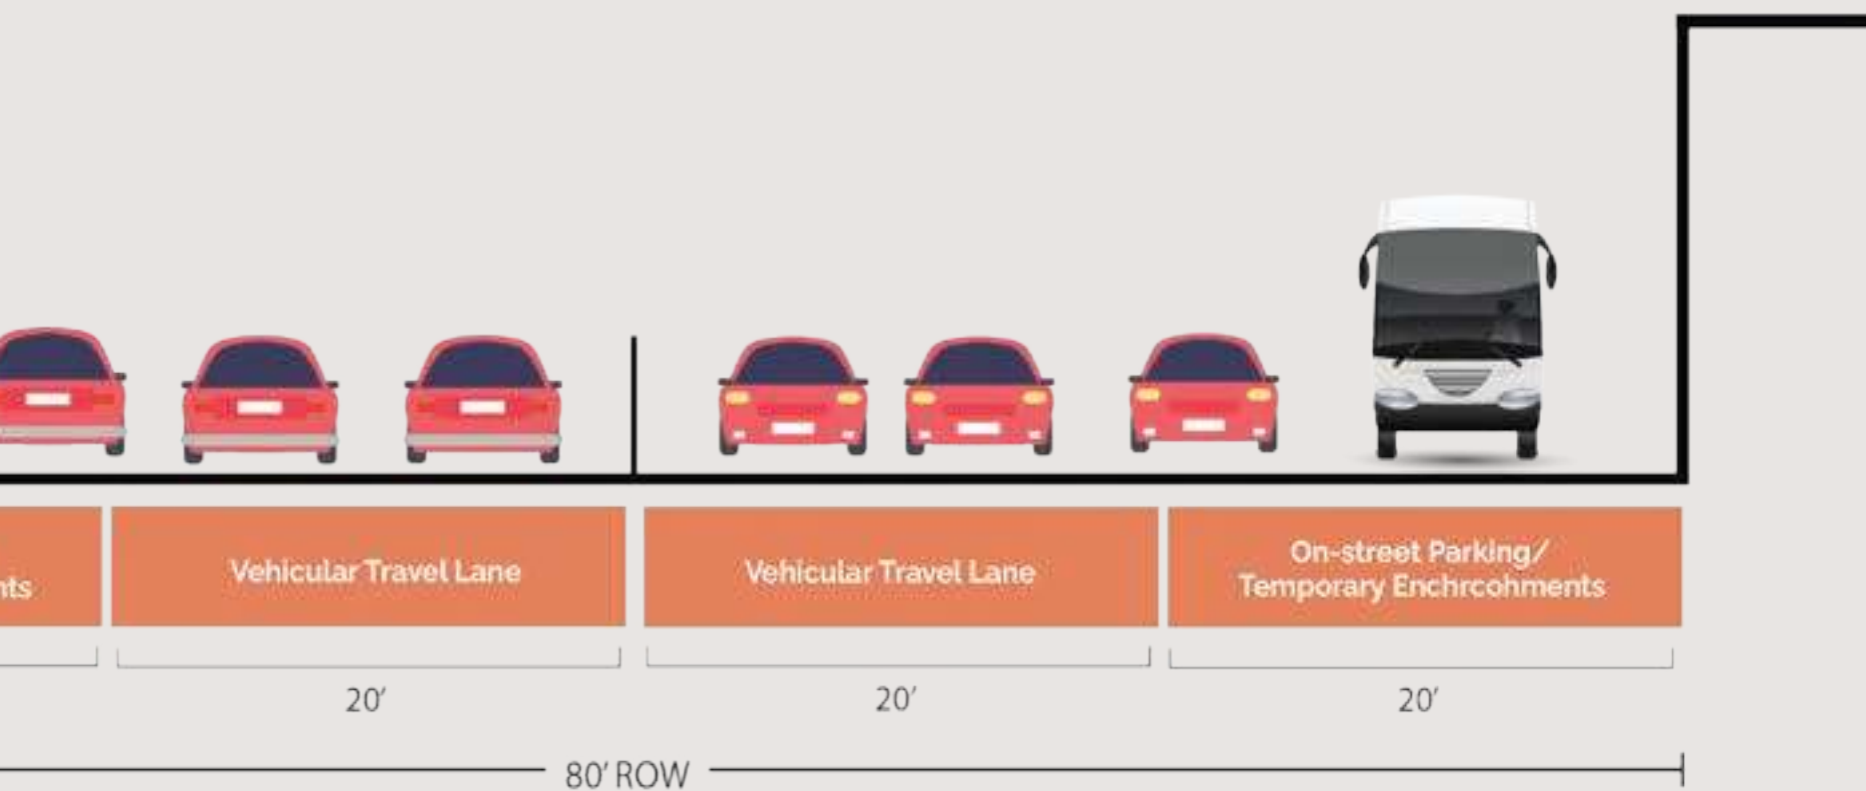 nts
Vehicular Travel Lane
Vehicular Travel Lane
On-street Parking/
Temporary Enchrcohments
20'
20'
20'
80' ROW